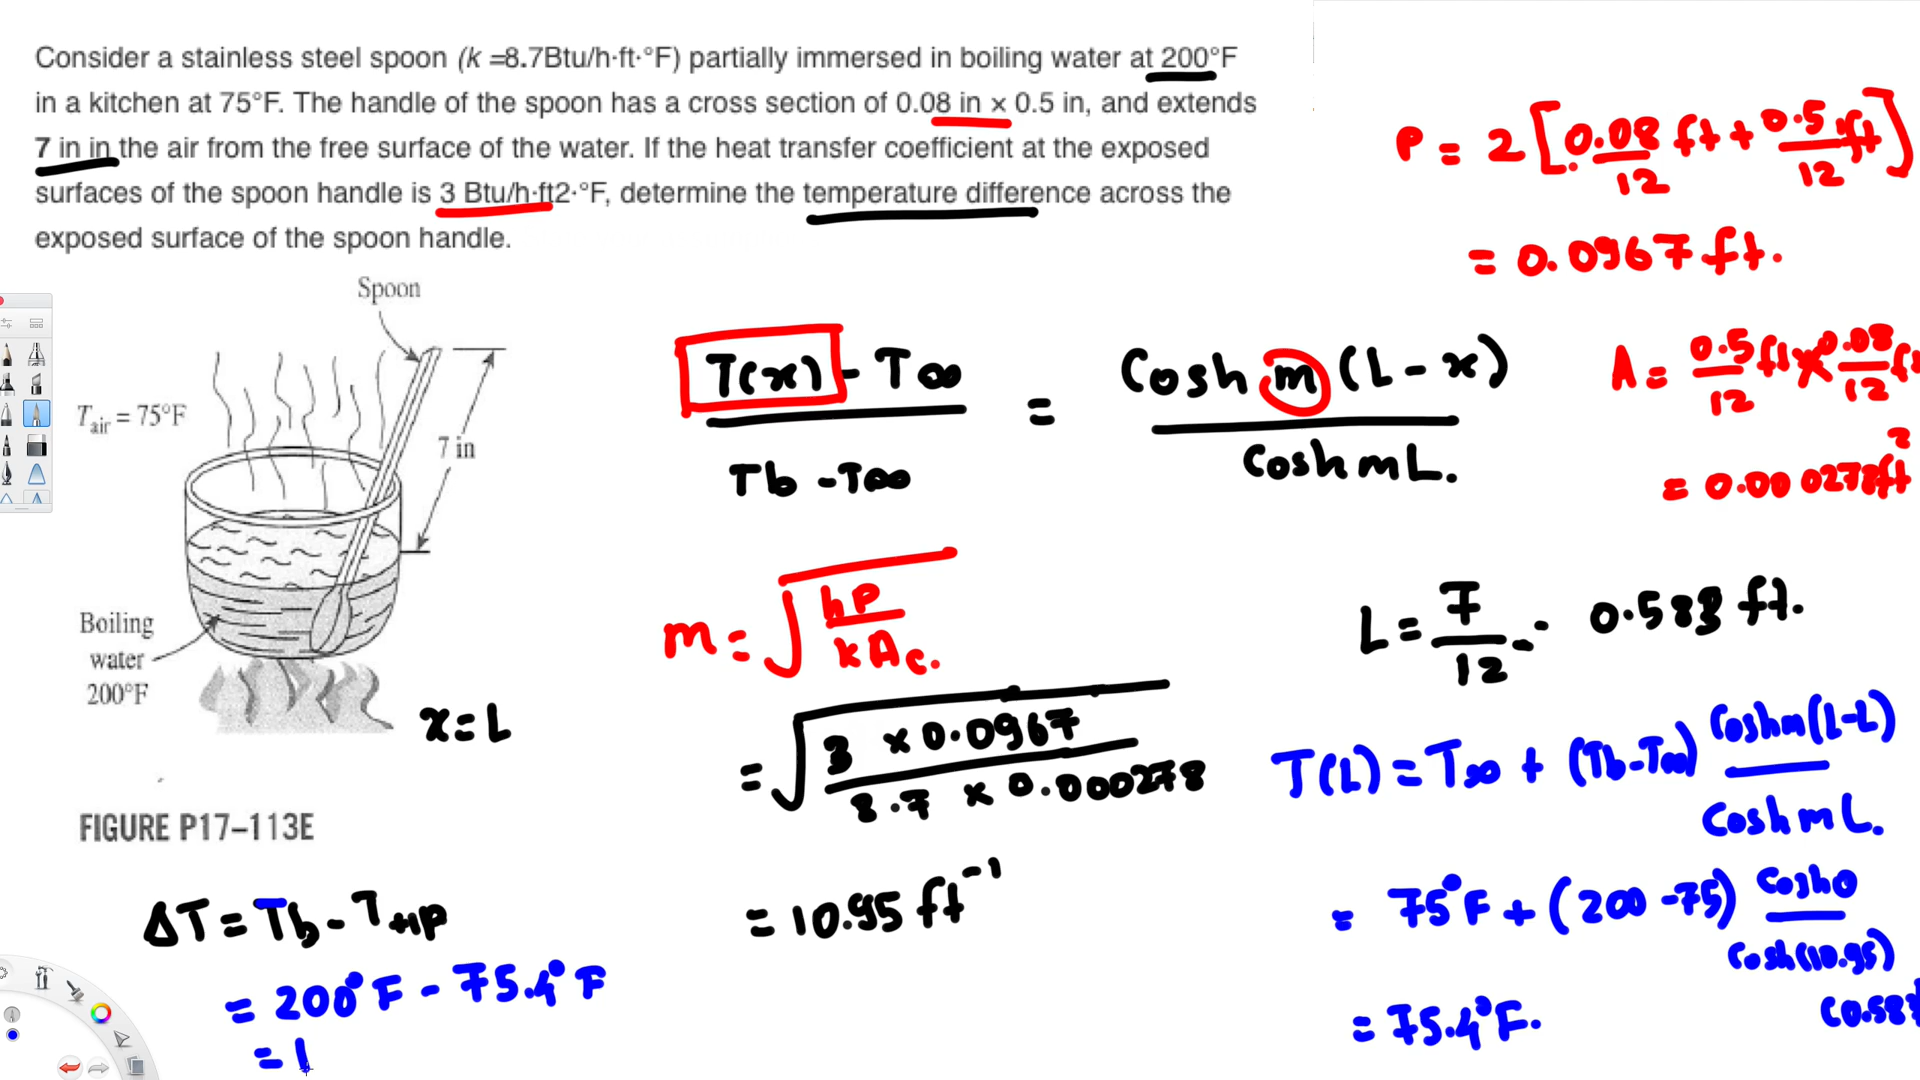 Consider a stainless steel spoon (k =8.7Btu/h·ft·°F) partially immersed in boiling water at 200°F
in a kitchen at 75°F. The handle of the spoon has a cross section of 0.08 in × 0.5 in, and extends
7 in in the air from the free surface of the water. If the heat transfer coefficient at the exposed
surfaces of the spoon handle is 3 Btu/h·ft2·°F, determine the temperature difference across the
exposed surface of the spoon handle.
P = 2 [0.08/12 ft + 0.5/12 ft]
= 0.0967 ft.
Spoon
T(x) - T∞ / Tb - T∞ = Cosh m (L - x) / Cosh mL.
A = 0.5/12 ft × 0.08/12 ft
= 0.000278 ft²
Tair = 75°F
7 in
m = √(hP / kAc.)
L = 7/12 = 0.583 ft.
Boiling
water
200°F
x = L
= √(3 × 0.0967 / 8.7 × 0.000278)
T(L) = T∞ + (Tb - T∞) Cosh m(L-L) / Cosh mL.
FIGURE P17–113E
= 10.95 ft⁻¹
= 75°F + (200 - 75) Cosh 0 / Cosh(10.95)
(0.583
ΔT = Tb - Ttip
= 200°F - 75.4°F
= 75.4°F.
= 1